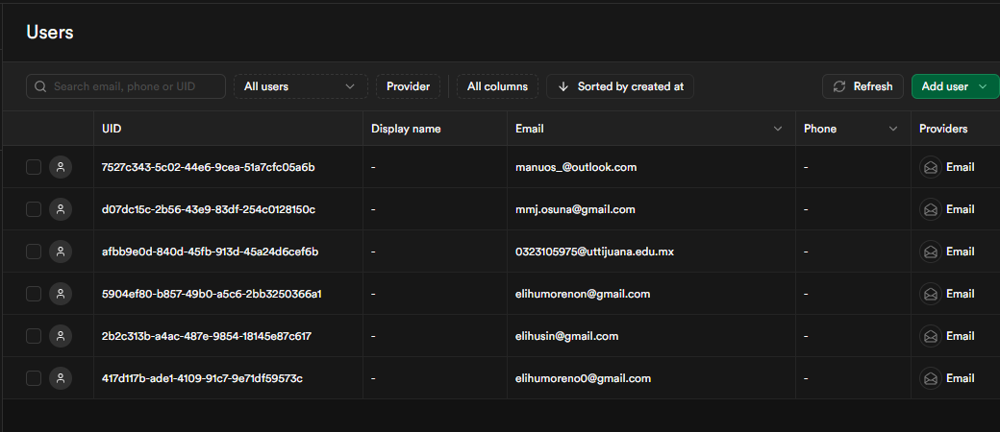 Users
Search email, phone or UID All users Provider All columns Sorted by created at Refresh Add user
UID Display name Email Phone Providers
7527c343-5c02-44e6-9cea-51a7cfc05a6b - manuos_@outlook.com - Email
d07dc15c-2b56-43e9-83df-254c0128150c - mmj.osuna@gmail.com - Email
afbb9e0d-840d-45fb-913d-45a24d6cef6b - 0323105975@uttijuana.edu.mx - Email
5904ef80-b857-49b0-a5c6-2bb3250366a1 - elihumorenon@gmail.com - Email
2b2c313b-a4ac-487e-9854-18145e87c617 - elihusin@gmail.com - Email
417d117b-ade1-4109-91c7-9e71df59573c - elihumoreno0@gmail.com - Email